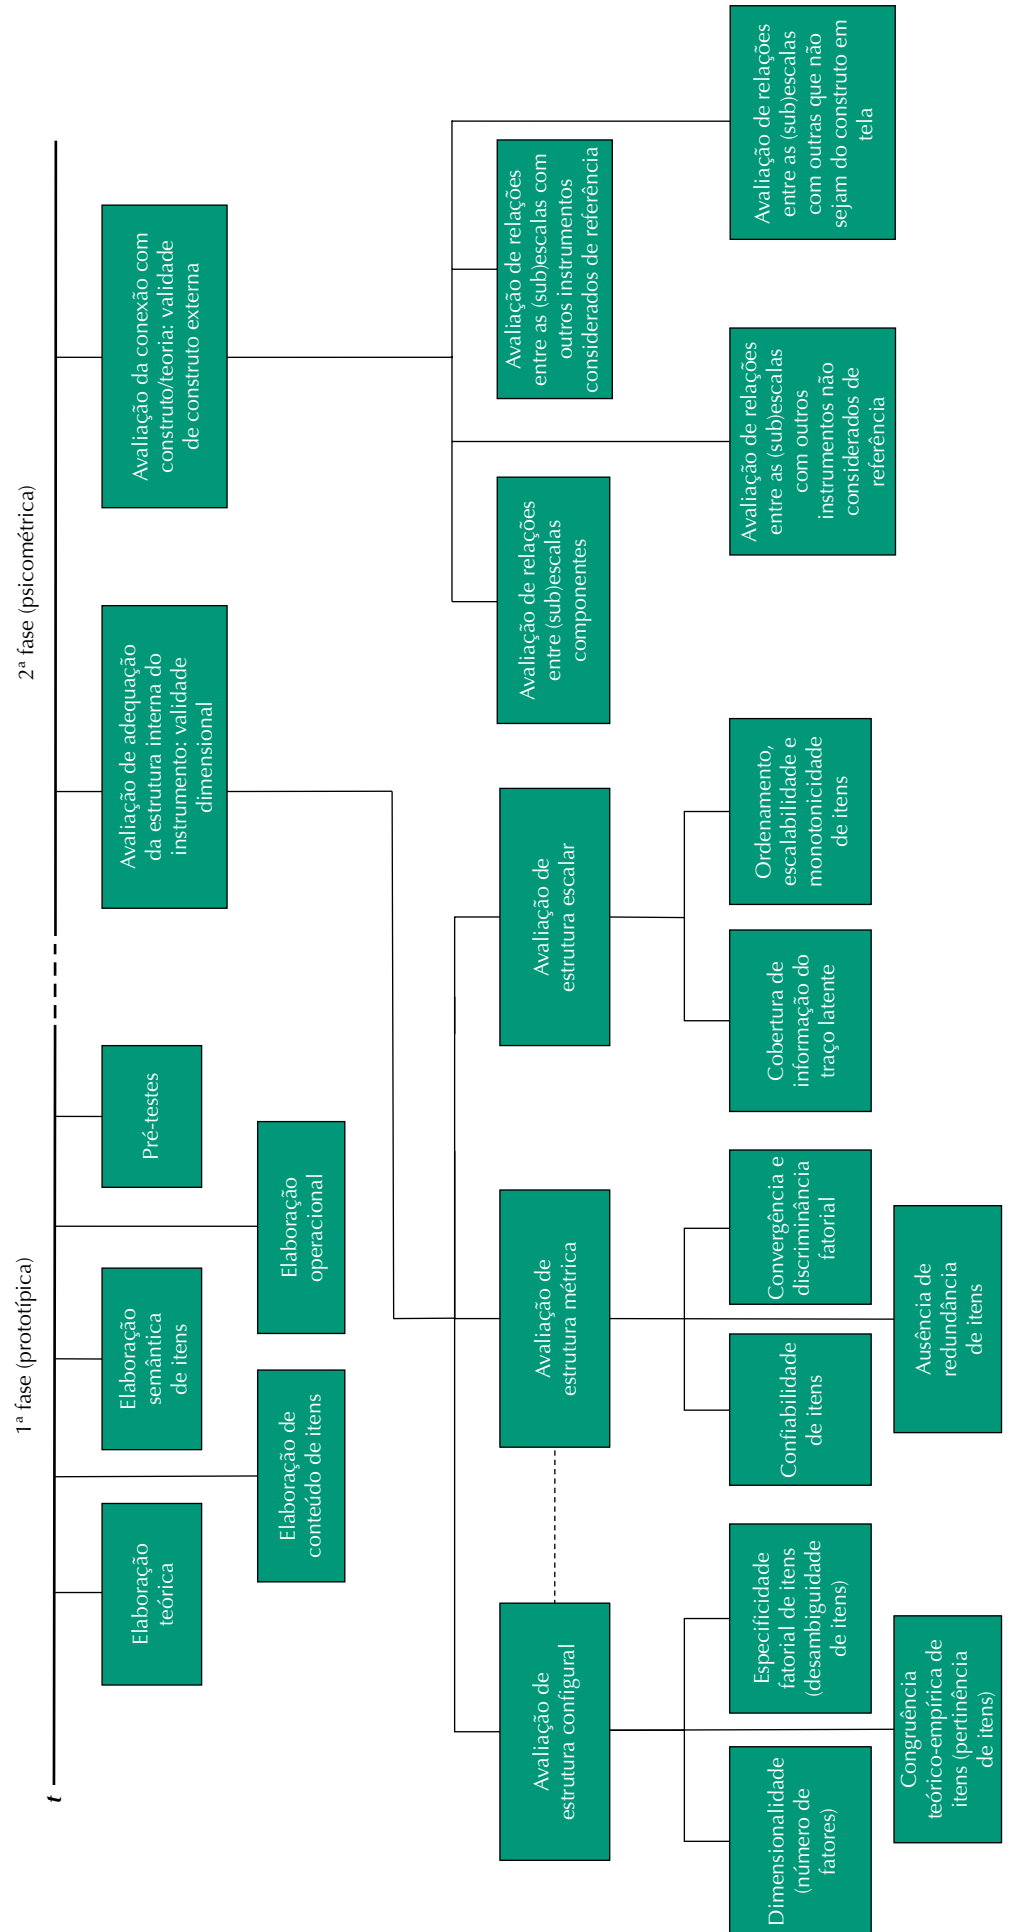 1ª fase (prototípica)
2ª fase (psicométrica)
t
Elaboração
teórica
Elaboração de
conteúdo de itens
Elaboração
semântica
de itens
Elaboração
operacional
Pré-testes
Avaliação de adequação
da estrutura interna do
instrumento: validade
dimensional
Avaliação da conexão com
construto/teoria: validade
de construto externa
Avaliação de
estrutura configural
Avaliação de
estrutura métrica
Avaliação de
estrutura escalar
Avaliação de relações
entre (sub)escalas
componentes
Avaliação de relações
entre as (sub)escalas com
outros instrumentos
considerados de referência
Dimensionalidade
(número de
fatores)
Especificidade
fatorial de itens
(desambiguidade
de itens)
Confiabilidade
de itens
Convergência e
discriminância
fatorial
Cobertura de
informação do
traço latente
Ordenamento,
escalabilidade e
monotonicidade
de itens
Avaliação de relações
entre as (sub)escalas
com outros
instrumentos não
considerados de
referência
Avaliação de relações
entre as (sub)escalas
com outras que não
sejam do construto em
tela
Congruência
teórico-empírica de
itens (pertinência
de itens)
Ausência de
redundância
de itens